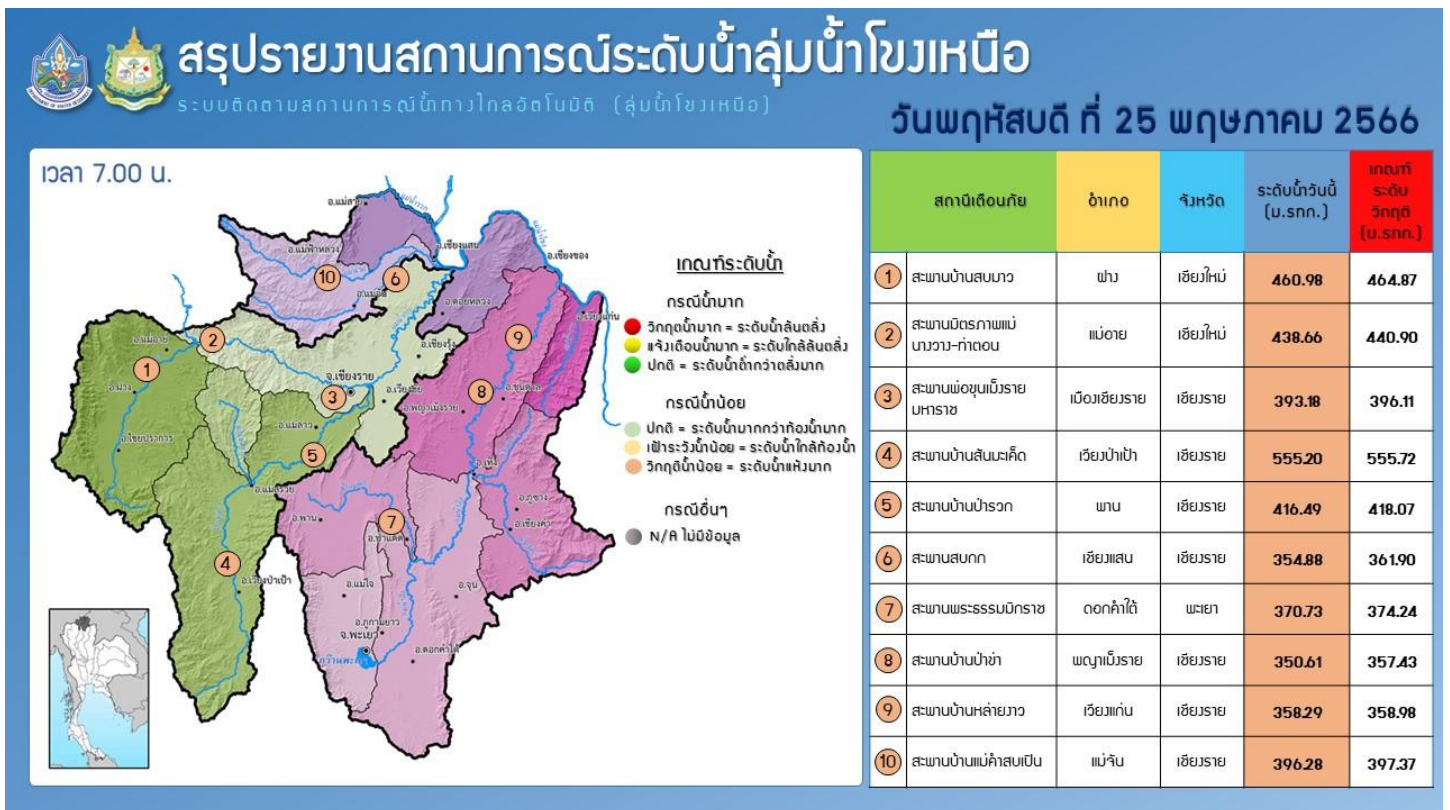 สรุปรายงานสถานการณ์ระดับน้ำลุ่มน้ำโขงเหนือ
ระบบติดตามสถานการณ์น้ำทางไกลอัตโนมัติ (ลุ่มน้ำโขงเหนือ)
วันพฤหัสบดี ที่ 25 พฤษภาคม 2566
เวลา 7.00 น.
อ.แม่สาย
อ.แม่ฟ้าหลวง
อ.เชียงแสน
อ.เชียงของ
10
6
อ.ดอยหลวง
อ.เวียงแก่น
9
อ.แม่อาย
2
อ.เชียงรุ้ง
1
จ.เชียงราย
อ.ฝาง
3
อ.เวียงชัย
8
อ.ขุนตาล
อ.พญาเม็งราย
อ.แม่ลาว
อ.ไชยปราการ
5
อ.เทิง
อ.แม่สรวย
อ.ภูซาง
อ.พาน
7
อ.เชียงคำ
อ.ป่าแดด
4
อ.เวียงป่าเป้า
อ.แม่ใจ
อ.จุน
อ.ภูกามยาว
จ.พะเยา
อ.ดอกคำใต้
เกณฑ์ระดับน้ำ
กรณีน้ำมาก
วิกฤตน้ำมาก = ระดับน้ำล้นตลิ่ง
แจ้งเตือนน้ำมาก = ระดับใกล้ล้นตลิ่ง
ปกติ = ระดับน้ำต่ำกว่าตลิ่งมาก
กรณีน้ำน้อย
ปกติ = ระดับน้ำมากกว่าท้องน้ำมาก
เฝ้าระวังน้ำน้อย = ระดับน้ำใกล้ท้องน้ำ
วิกฤติน้ำน้อย = ระดับน้ำแห้งมาก
กรณีอื่นๆ
N/A ไม่มีข้อมูล
สถานีเตือนภัย อำเภอ จังหวัด ระดับน้ำวันนี้ (ม.รทก.) เกณฑ์ระดับวิกฤติ (ม.รทก.)
1 สะพานบ้านสบมาว ฝาง เชียงใหม่ 460.98 464.87
2 สะพานมิตรภาพแม่นางวาง-ท่าตอน แม่อาย เชียงใหม่ 438.66 440.90
3 สะพานพ่อขุนเม็งรายมหาราช เมืองเชียงราย เชียงราย 393.18 396.11
4 สะพานบ้านสันมะเค็ด เวียงป่าเป้า เชียงราย 555.20 555.72
5 สะพานบ้านป่ารวก พาน เชียงราย 416.49 418.07
6 สะพานสบกก เชียงแสน เชียงราย 354.88 361.90
7 สะพานพระธรรมมิกราช ดอกคำใต้ พะเยา 370.73 374.24
8 สะพานบ้านป่าข่า พญาเม็งราย เชียงราย 350.61 357.43
9 สะพานบ้านหล่ายงาว เวียงแก่น เชียงราย 358.29 358.98
10 สะพานบ้านแม่คำสบเปิน แม่จัน เชียงราย 396.28 397.37